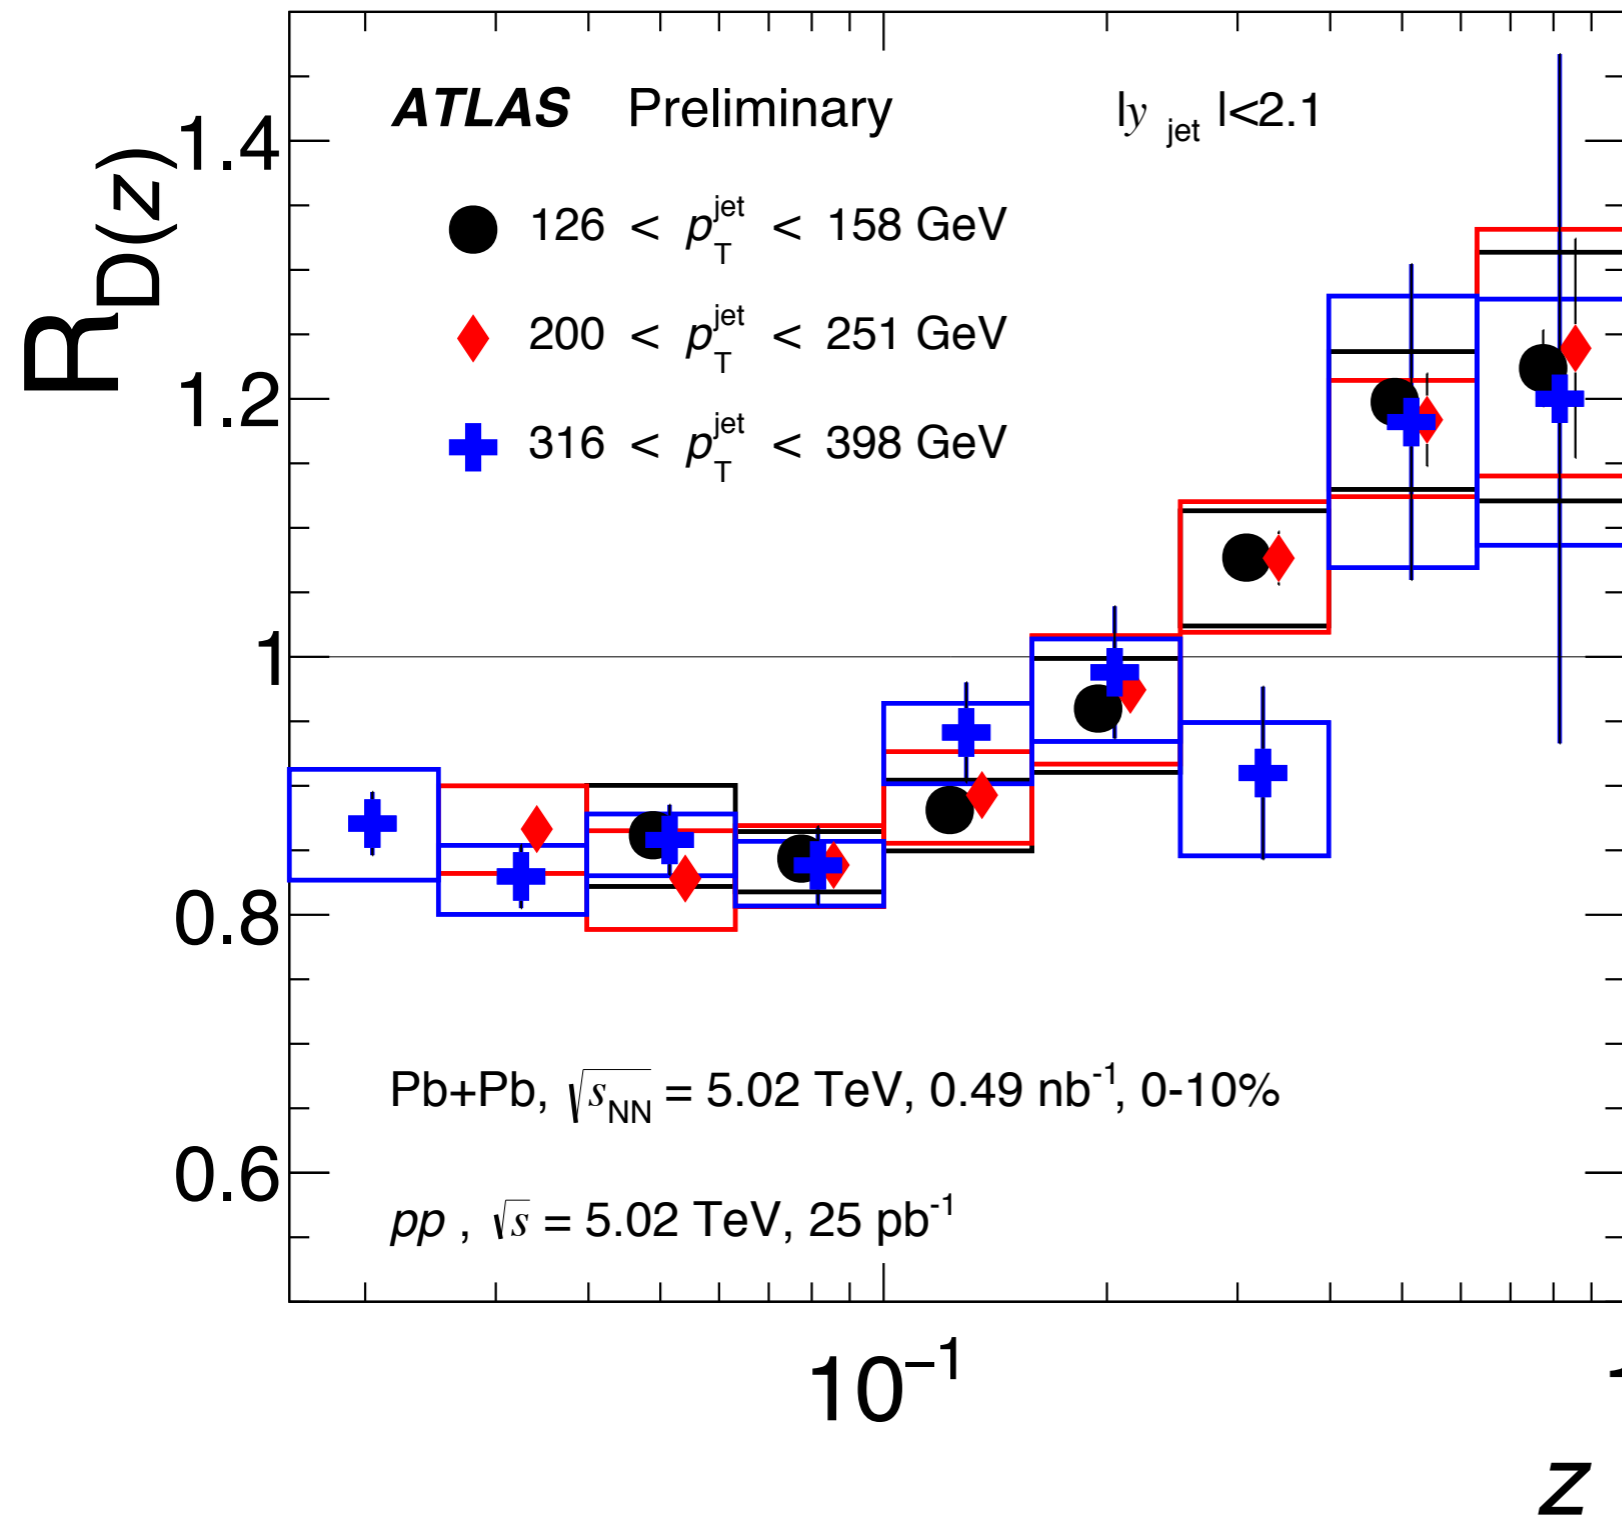 ATLAS Preliminary |y jet |<2.1
126 < p_T^jet < 158 GeV
200 < p_T^jet < 251 GeV
316 < p_T^jet < 398 GeV
R_D(z)
1.4
1.2
1
0.8
0.6
Pb+Pb, √s_NN = 5.02 TeV, 0.49 nb^-1, 0-10%
pp , √s = 5.02 TeV, 25 pb^-1
10^−1
z